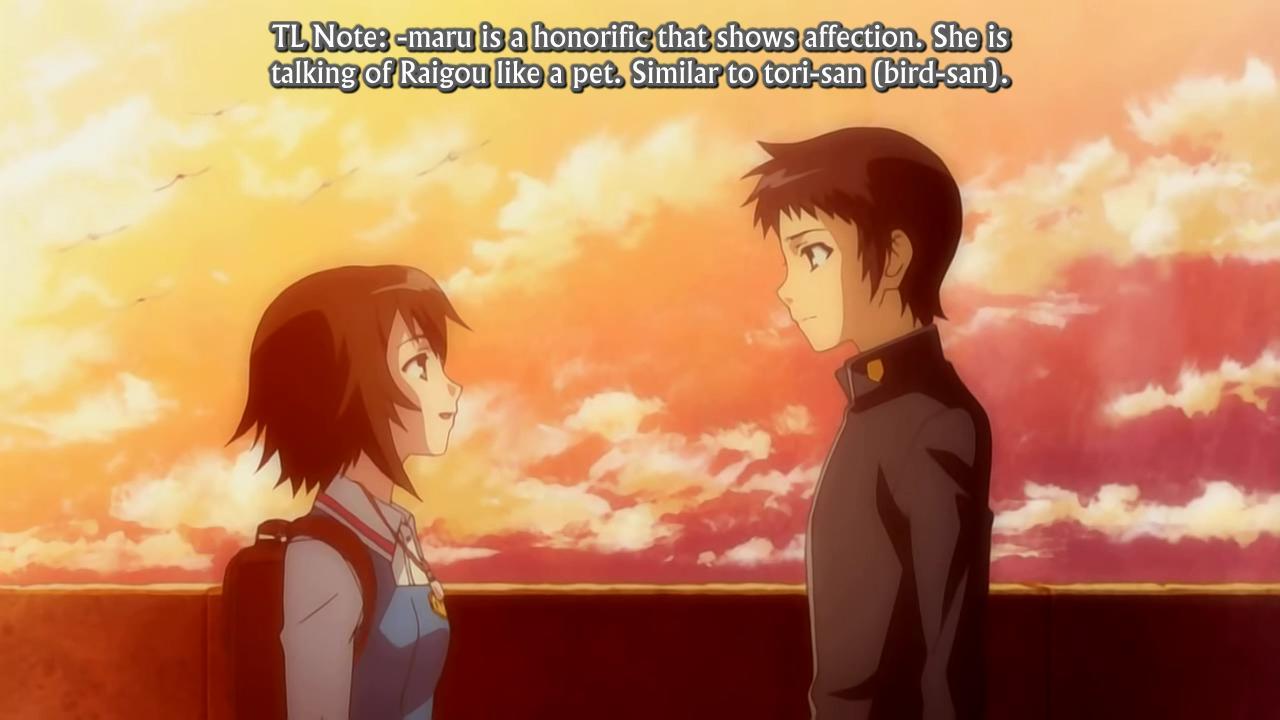 TL Note: -maru is a honorific that shows affection. She is
talking of Raigou like a pet. Similar to tori-san (bird-san).